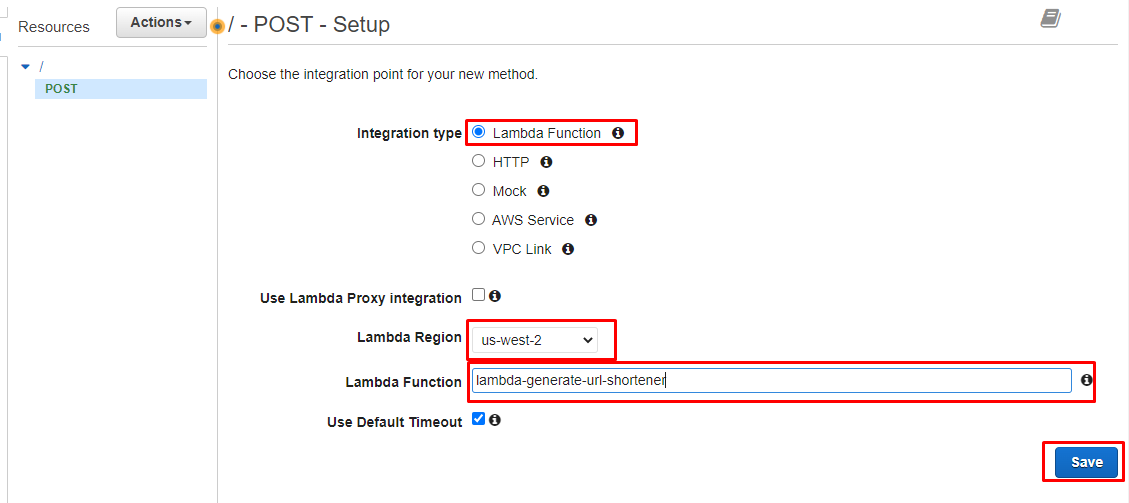 Resources
Actions
/ - POST - Setup
/
POST
Choose the integration point for your new method.
Integration type
Lambda Function
HTTP
Mock
AWS Service
VPC Link
Use Lambda Proxy integration
Lambda Region
us-west-2
Lambda Function
lambda-generate-url-shortener
Use Default Timeout
Save